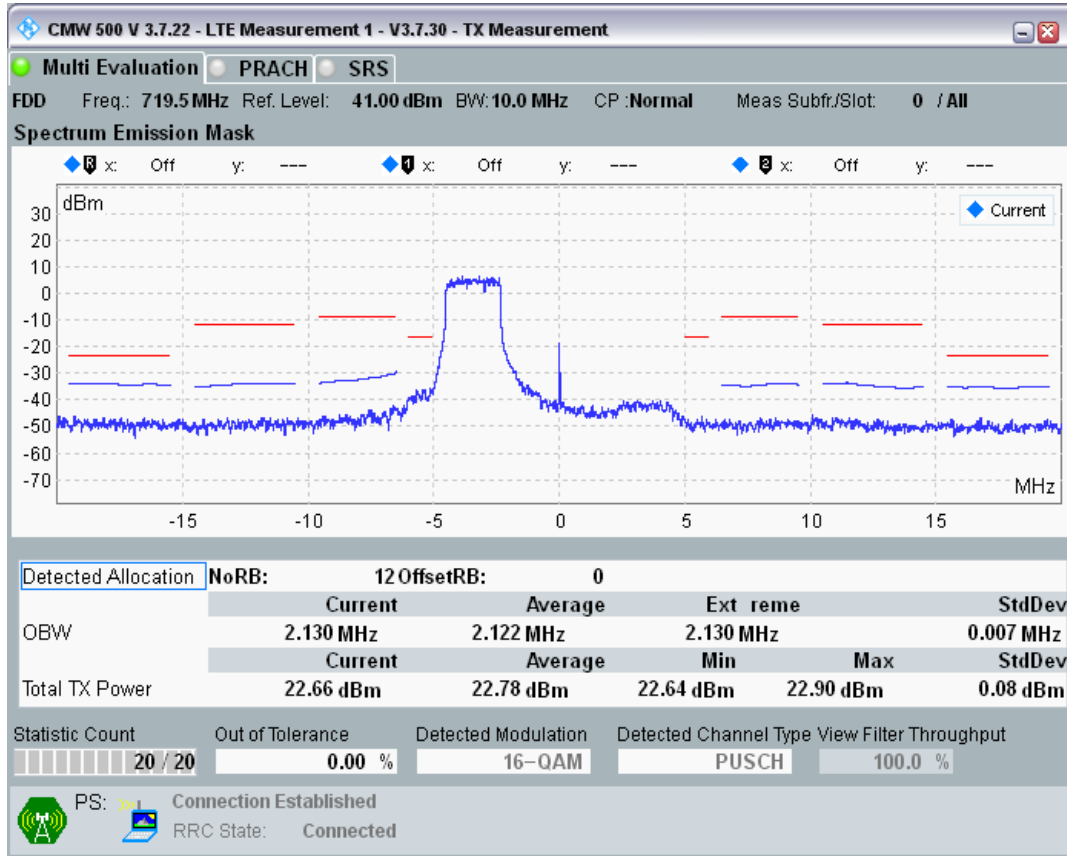 CMW 500 V 3.7.22 - LTE Measurement 1 - V3.7.30 - TX Measurement
Multi Evaluation PRACH SRS
FDD Freq.: 719.5 MHz Ref. Level: 41.00 dBm BW: 10.0 MHz CP :Normal Meas Subfr./Slot: 0 / All
Spectrum Emission Mask
R x: Off y: --- 1 x: Off y: --- 2 x: Off y: ---
dBm
Current
30
20
10
0
-10
-20
-30
-40
-50
-60
-70
MHz
-15 -10 -5 0 5 10 15
Detected Allocation NoRB: 12 OffsetRB: 0
Current Average Ext reme StdDev
OBW 2.130 MHz 2.122 MHz 2.130 MHz 0.007 MHz
Current Average Min Max StdDev
Total TX Power 22.66 dBm 22.78 dBm 22.64 dBm 22.90 dBm 0.08 dBm
Statistic Count Out of Tolerance Detected Modulation Detected Channel Type View Filter Throughput
20 / 20 0.00 % 16-QAM PUSCH 100.0 %
PS: Connection Established
RRC State: Connected